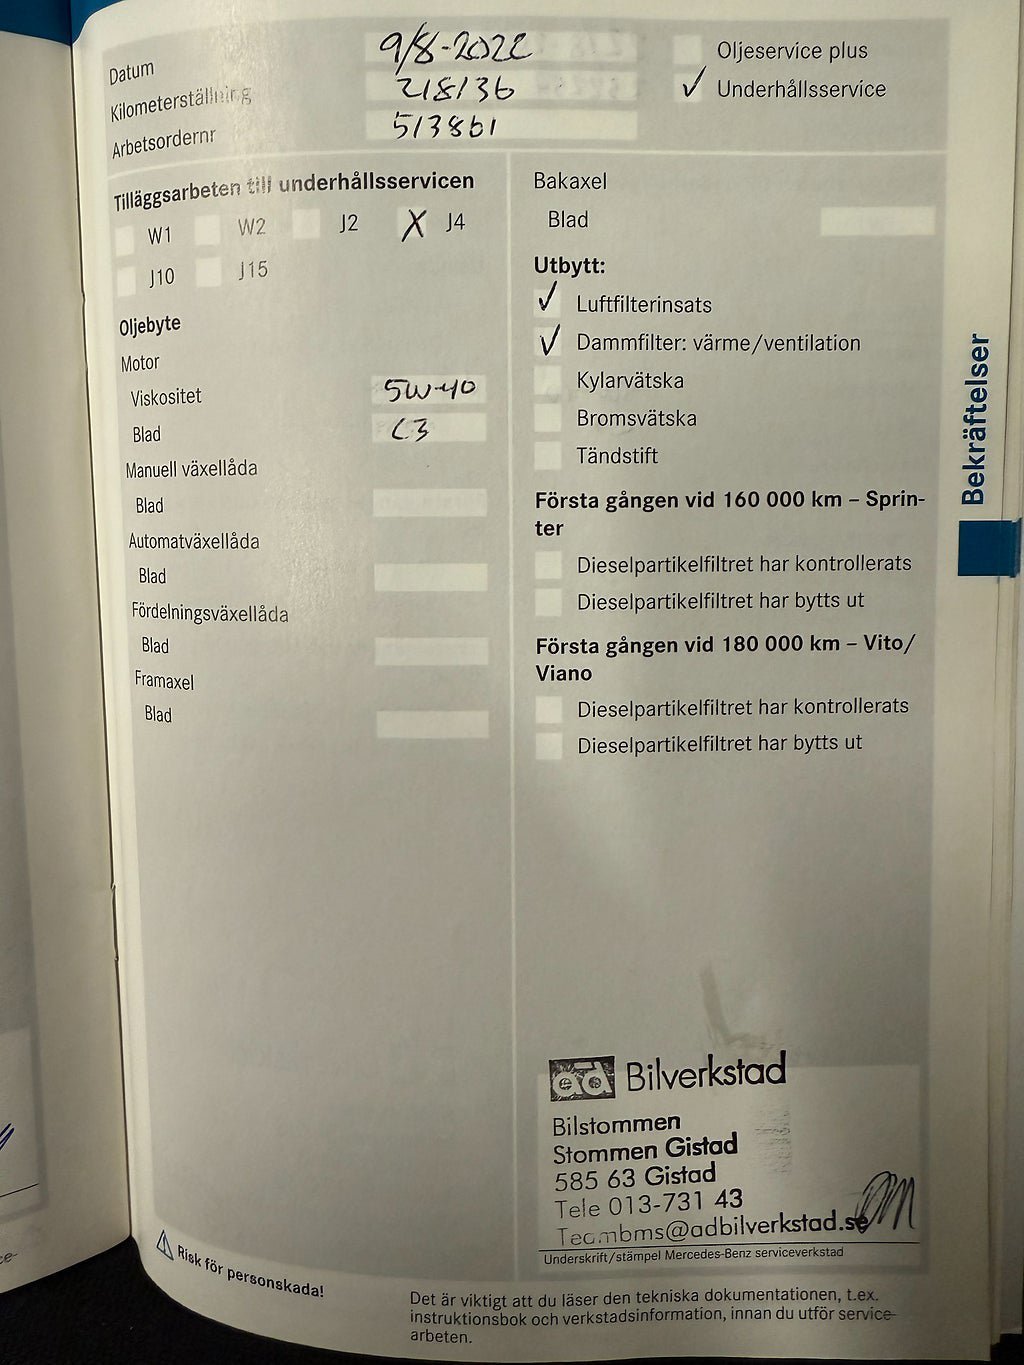 Datum 9/8-2022
Kilometerställning 218136
Arbetsordernr 513861
Oljeservice plus
✓ Underhållsservice
Tilläggsarbeten till underhållsservicen
W1 W2 J2 X J4
J10 J15
Oljebyte
Motor
Viskositet 5W-40
Blad C3
Manuell växellåda
Blad
Automatväxellåda
Blad
Fördelningsväxellåda
Blad
Framaxel
Blad
Bakaxel
Blad
Utbytt:
✓ Luftfilterinsats
✓ Dammfilter: värme/ventilation
Kylarvätska
Bromsvätska
Tändstift
Första gången vid 160 000 km – Sprin-
ter
Dieselpartikelfiltret har kontrollerats
Dieselpartikelfiltret har bytts ut
Första gången vid 180 000 km – Vito/
Viano
Dieselpartikelfiltret har kontrollerats
Dieselpartikelfiltret har bytts ut
Bekräftelser
ad Bilverkstad
Bilstommen
Stommen Gistad
585 63 Gistad
Tele 013-731 43
Teambms@adbilverkstad.se
Underskrift/stämpel Mercedes-Benz serviceverkstad
Risk för personskada!
Det är viktigt att du läser den tekniska dokumentationen, t.ex.
instruktionsbok och verkstadsinformation, innan du utför service-
arbeten.